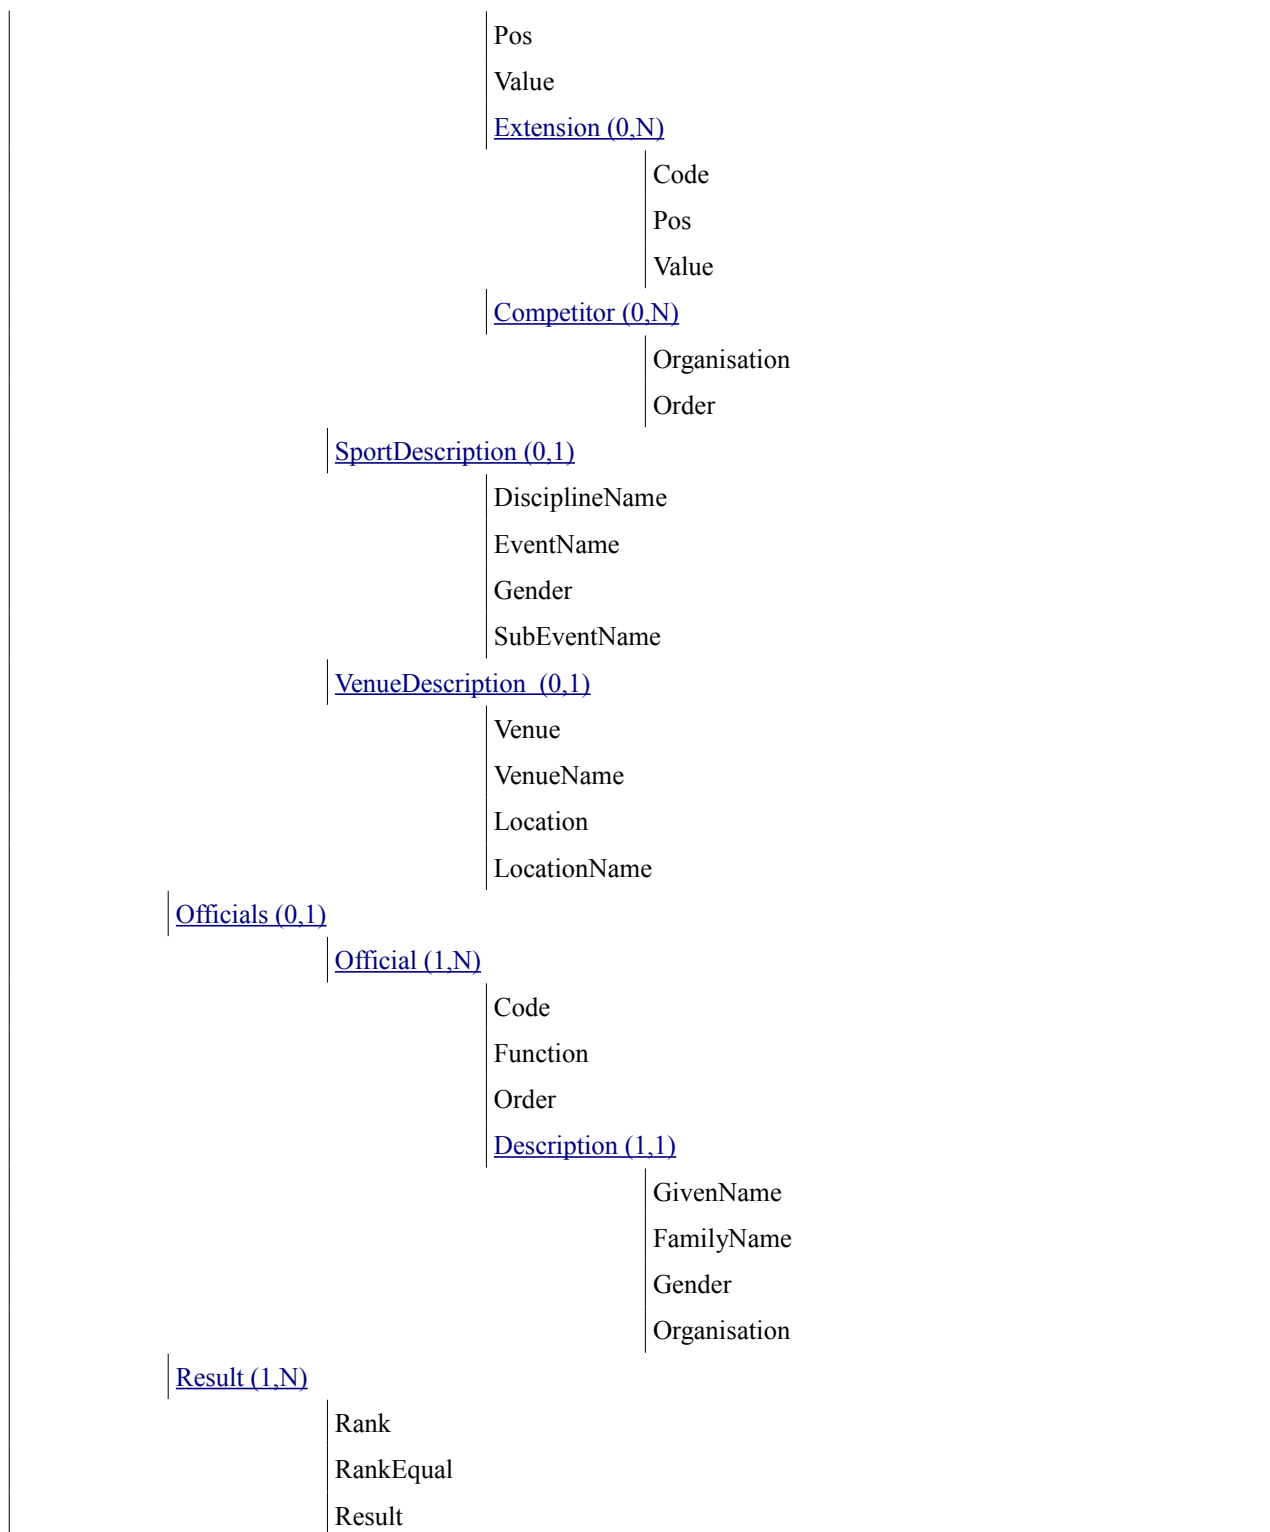 Pos
Value
Extension (0,N)
Code
Pos
Value
Competitor (0,N)
Organisation
Order
SportDescription (0,1)
DisciplineName
EventName
Gender
SubEventName
VenueDescription  (0,1)
Venue
VenueName
Location
LocationName
Officials (0,1)
Official (1,N)
Code
Function
Order
Description (1,1)
GivenName
FamilyName
Gender
Organisation
Result (1,N)
Rank
RankEqual
Result